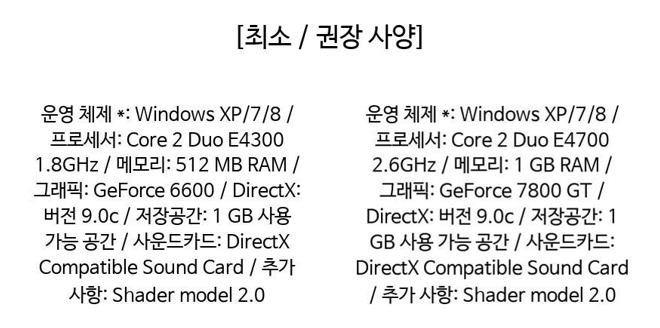 [최소 / 권장 사양]
운영 체제 *: Windows XP/7/8 /
프로세서: Core 2 Duo E4300
1.8GHz / 메모리: 512 MB RAM /
그래픽: GeForce 6600 / DirectX:
버전 9.0c / 저장공간: 1 GB 사용
가능 공간 / 사운드카드: DirectX
Compatible Sound Card / 추가
사항: Shader model 2.0
운영 체제 *: Windows XP/7/8 /
프로세서: Core 2 Duo E4700
2.6GHz / 메모리: 1 GB RAM /
그래픽: GeForce 7800 GT /
DirectX: 버전 9.0c / 저장공간: 1
GB 사용 가능 공간 / 사운드카드:
DirectX Compatible Sound Card
/ 추가 사항: Shader model 2.0